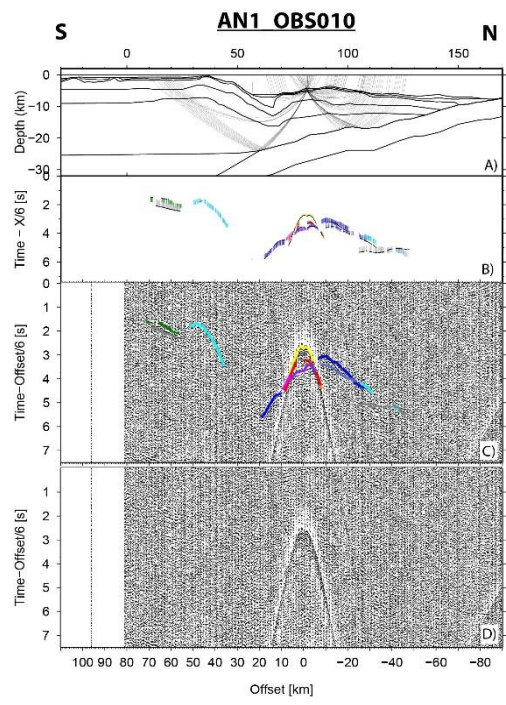 AN1_OBS010
S N
0 50 100 150
Depth (km)
0
−10
−20
−30
A)
Time − X/6 [s]
0
2
4
6
B)
Time−Offset/6 [s]
0
1
2
3
4
5
6
7
C)
Time−Offset/6 [s]
1
2
3
4
5
6
7
D)
100 90 80 70 60 50 40 30 20 10 0 −20 −40 −60 −80
Offset [km]